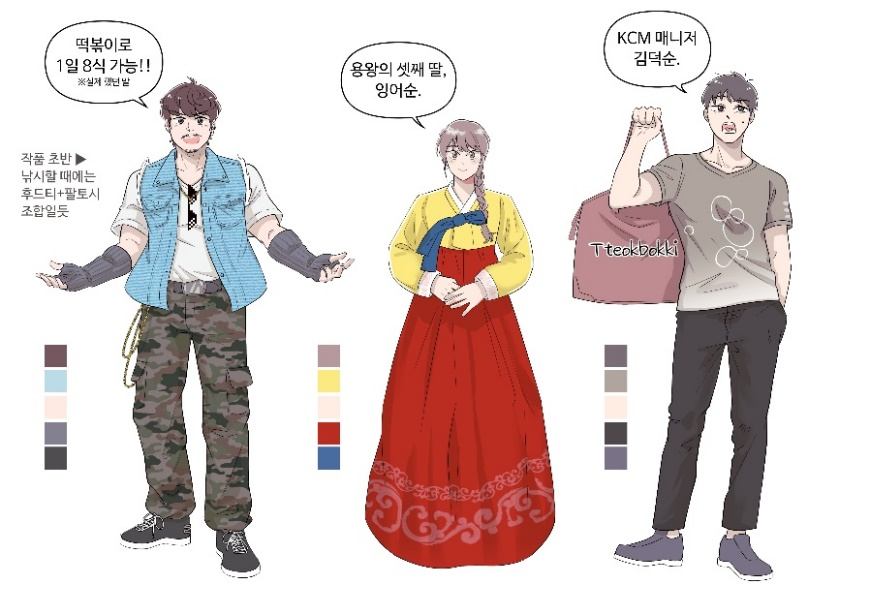 떡볶이로
1일 8식 가능!!
※실제 했던 말
작품 초반 ▶
낚시할 때에는
후드티+팔토시
조합일듯
용왕의 셋째 딸,
잉어순.
KCM 매니저
김덕순.
Tteokbokki